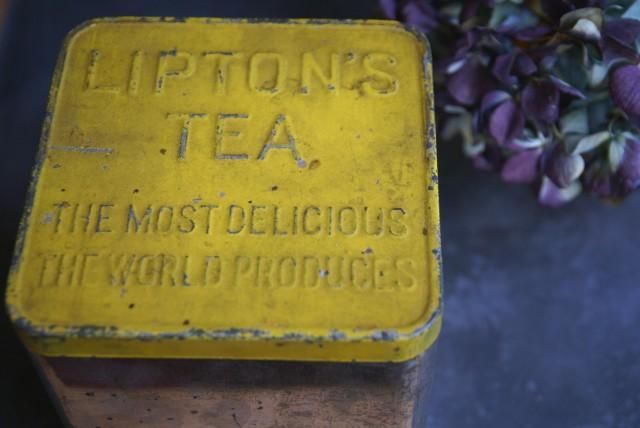 LIPTON'S
TEA
THE MOST DELICIOUS
THE WORLD PRODUCES